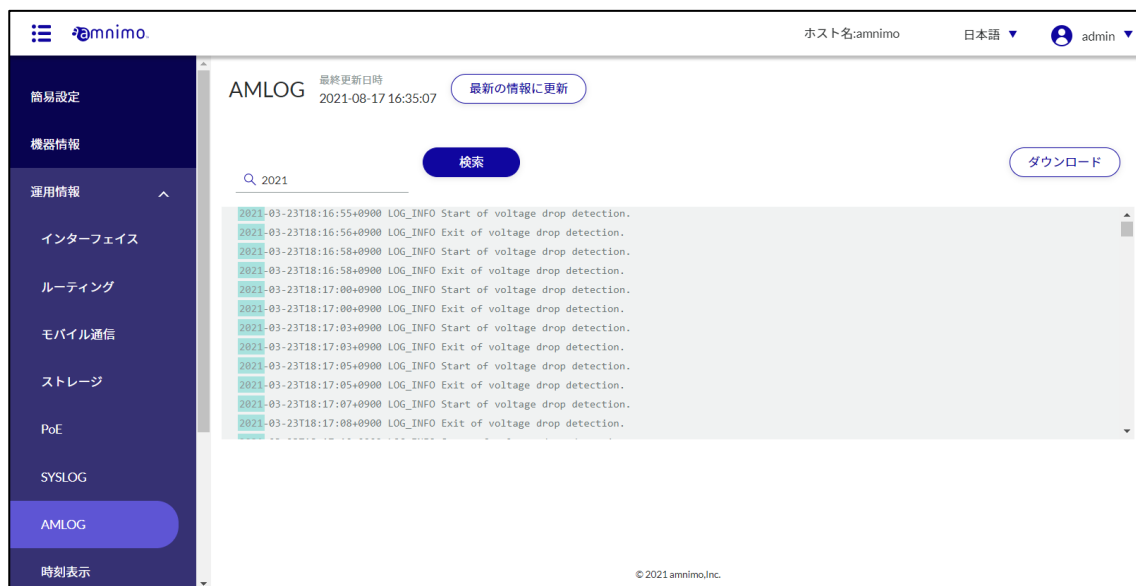 amnimo.
ホスト名:amnimo
日本語
admin
簡易設定
機器情報
運用情報
インターフェイス
ルーティング
モバイル通信
ストレージ
PoE
SYSLOG
AMLOG
時刻表示
AMLOG
最終更新日時
2021-08-17 16:35:07
最新の情報に更新
2021
検索
ダウンロード
2021-03-23T18:16:55+0900 LOG_INFO Start of voltage drop detection.
2021-03-23T18:16:56+0900 LOG_INFO Exit of voltage drop detection.
2021-03-23T18:16:58+0900 LOG_INFO Start of voltage drop detection.
2021-03-23T18:16:58+0900 LOG_INFO Exit of voltage drop detection.
2021-03-23T18:17:00+0900 LOG_INFO Start of voltage drop detection.
2021-03-23T18:17:00+0900 LOG_INFO Exit of voltage drop detection.
2021-03-23T18:17:03+0900 LOG_INFO Start of voltage drop detection.
2021-03-23T18:17:03+0900 LOG_INFO Exit of voltage drop detection.
2021-03-23T18:17:05+0900 LOG_INFO Start of voltage drop detection.
2021-03-23T18:17:05+0900 LOG_INFO Exit of voltage drop detection.
2021-03-23T18:17:07+0900 LOG_INFO Start of voltage drop detection.
2021-03-23T18:17:08+0900 LOG_INFO Exit of voltage drop detection.
© 2021 amnimo,Inc.